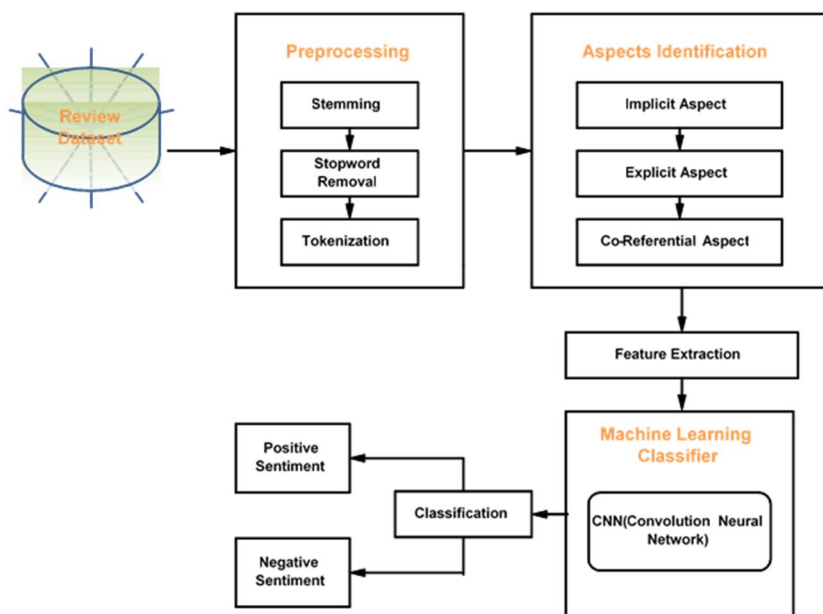 Review
Dataset
Preprocessing
Stemming
Stopword
Removal
Tokenization
Aspects Identification
Implicit Aspect
Explicit Aspect
Co-Referential Aspect
Feature Extraction
Machine Learning
Classifier
CNN(Convolution Neural
Network)
Classification
Positive
Sentiment
Negative
Sentiment